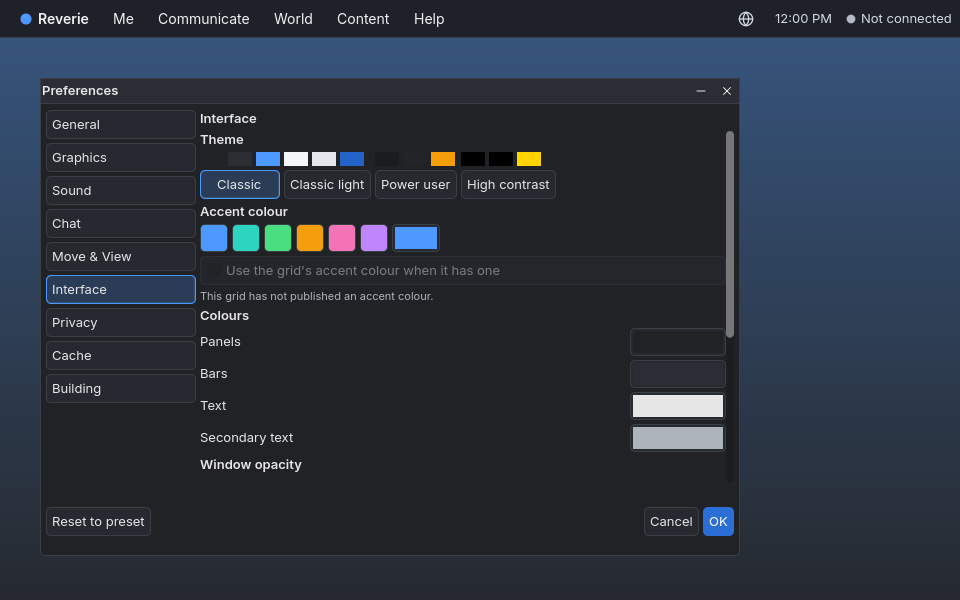 Reverie Me Communicate World Content Help 12:00 PM Not connected
Preferences
General
Graphics
Sound
Chat
Move & View
Interface
Privacy
Cache
Building
Interface
Theme
Classic Classic light Power user High contrast
Accent colour
Use the grid's accent colour when it has one
This grid has not published an accent colour.
Colours
Panels
Bars
Text
Secondary text
Window opacity
Reset to preset Cancel OK